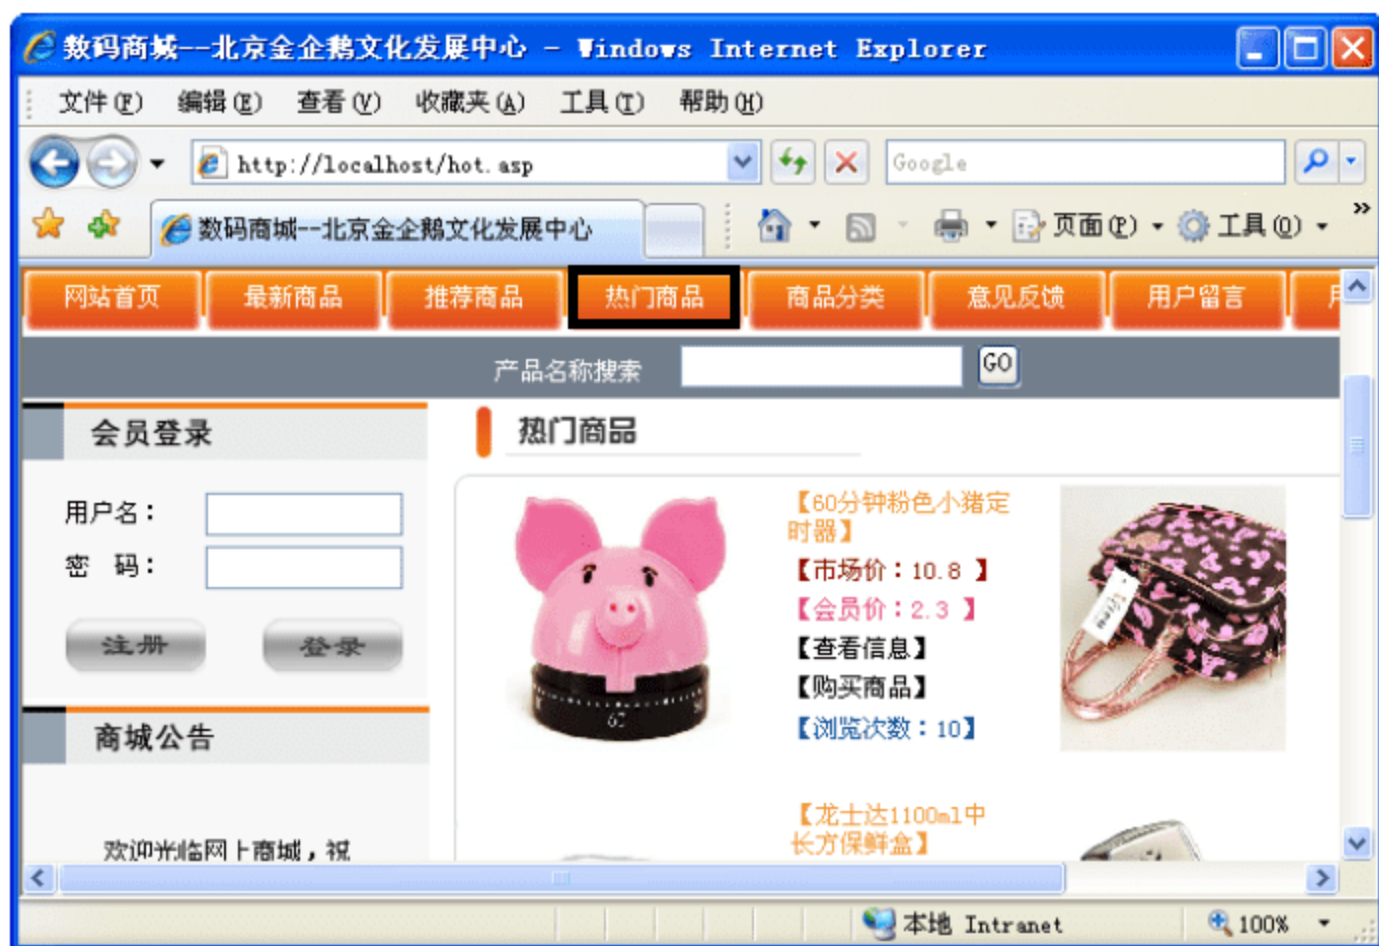 数码商城--北京金企鹅文化发展中心 - Windows Internet Explorer
文件(F) 编辑(E) 查看(V) 收藏夹(A) 工具(T) 帮助(H)
http://localhost/hot.asp
Google
数码商城--北京金企鹅文化发展中心
页面(P)
工具(O)
网站首页 最新商品 推荐商品 热门商品 商品分类 意见反馈 用户留言
产品名称搜索 GO
会员登录
用户名：
密 码：
注册 登录
商城公告
欢迎光临网上商城，祝
热门商品
【60分钟粉色小猪定
时器】
【市场价：10.8 】
【会员价：2.3 】
【查看信息】
【购买商品】
【浏览次数：10】
【龙士达1100ml中
长方保鲜盒】
本地 Intranet
100%